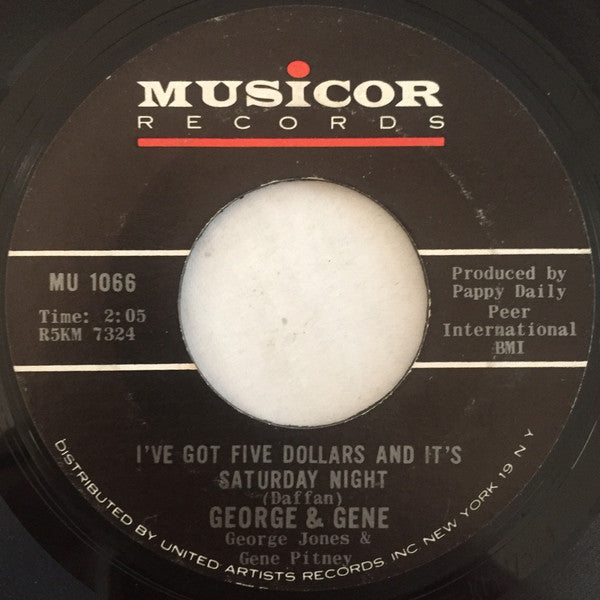 MUSICOR
RECORDS
MU 1066
Time: 2:05
R5KM 7324
Produced by
Pappy Daily
Peer
International
BMI
I'VE GOT FIVE DOLLARS AND IT'S
SATURDAY NIGHT
(Daffan)
GEORGE & GENE
George Jones &
Gene Pitney
DISTRIBUTED BY UNITED ARTISTS RECORDS INC NEW YORK 19 N Y